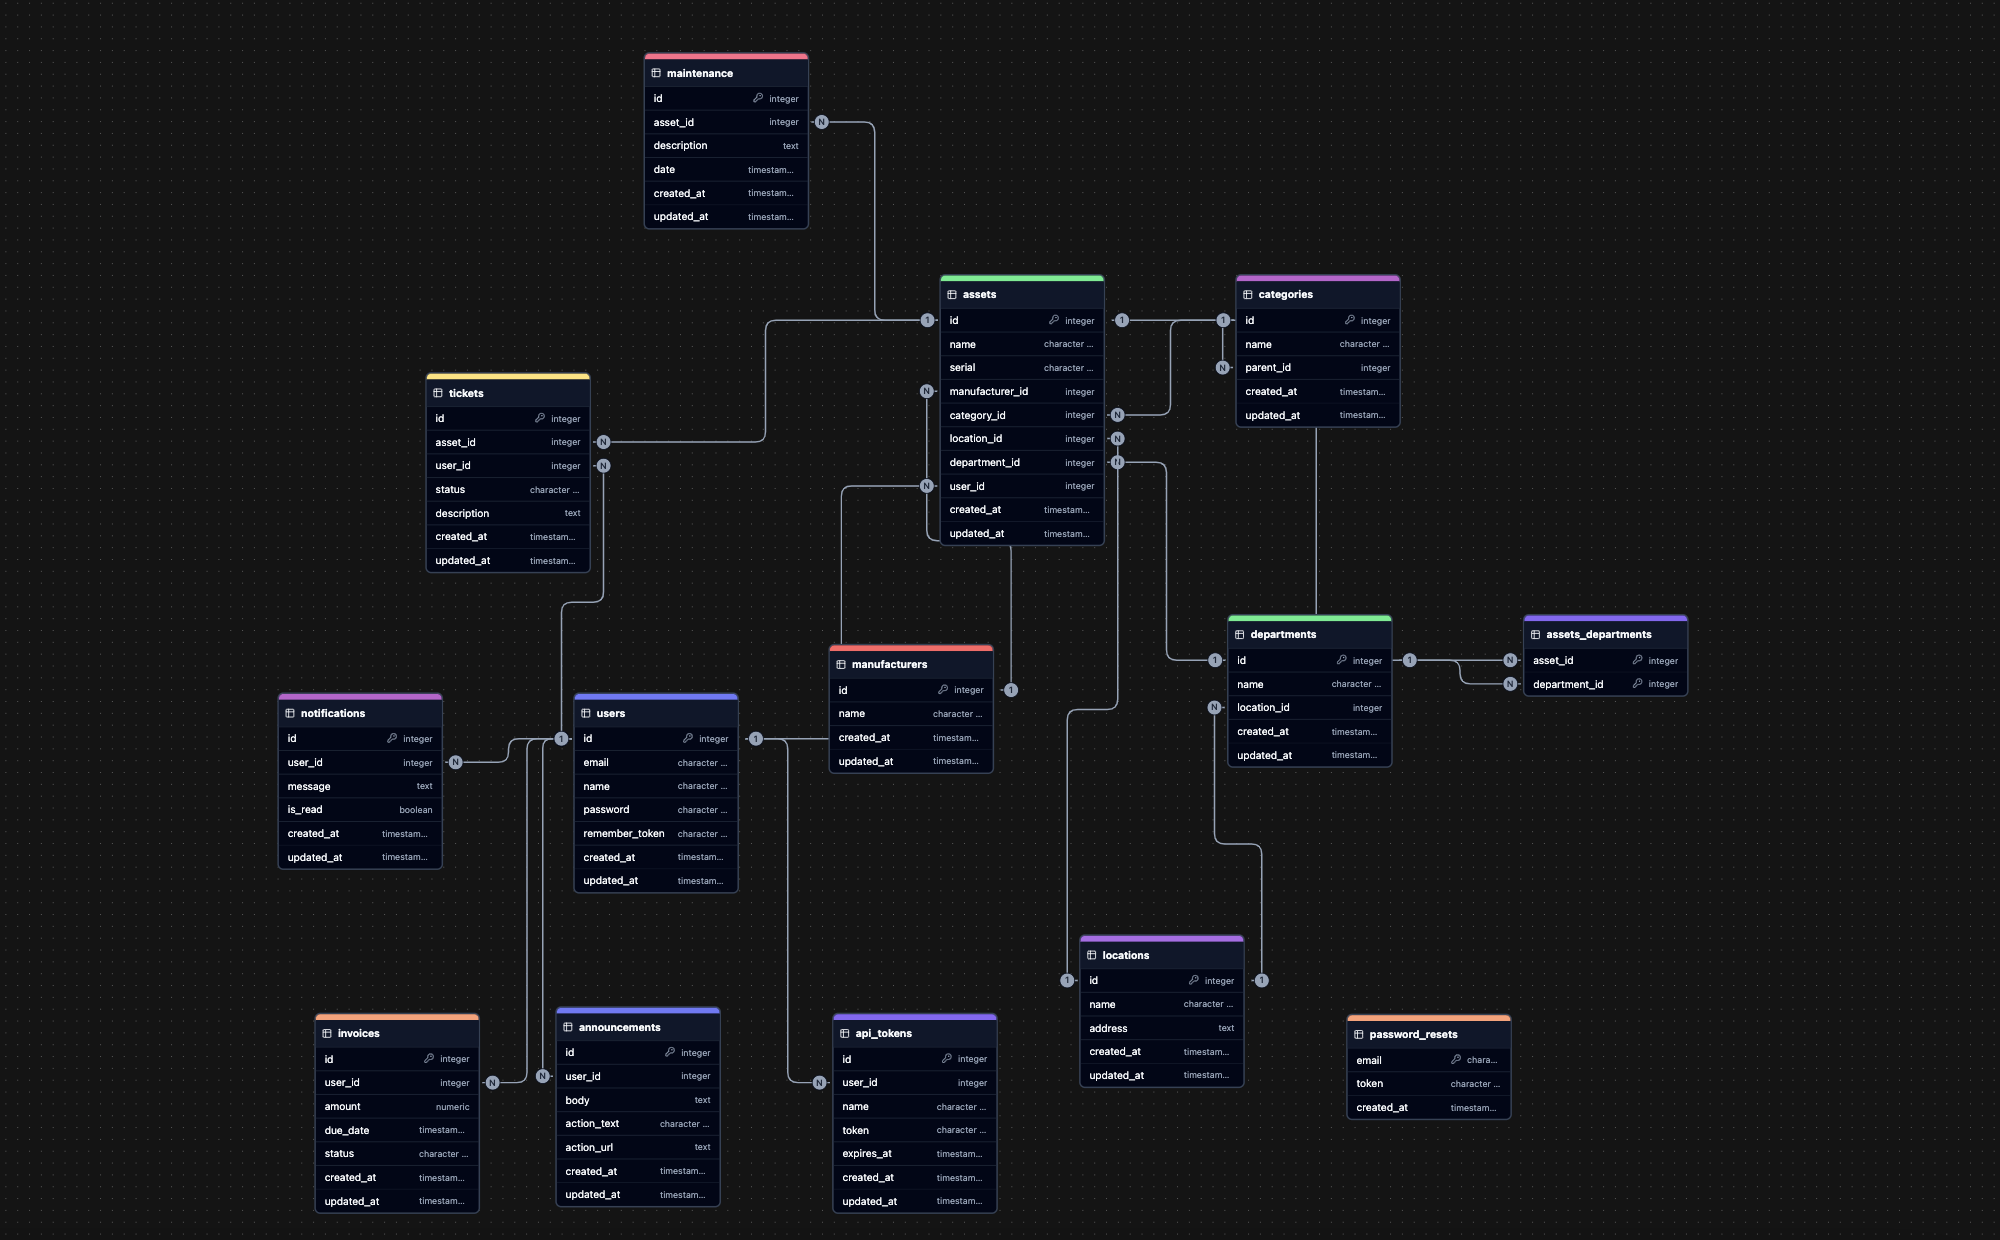 maintenance
id integer
asset_id integer
description text
date timestam...
created_at timestam...
updated_at timestam...
N
assets
id integer
name character ...
serial character ...
manufacturer_id integer
category_id integer
location_id integer
department_id integer
user_id integer
created_at timestam...
updated_at timestam...
1
1
N
N
N
N
N
categories
id integer
name character ...
parent_id integer
created_at timestam...
updated_at timestam...
1
N
tickets
id integer
asset_id integer
user_id integer
status character ...
description text
created_at timestam...
updated_at timestam...
N
N
departments
id integer
name character ...
location_id integer
created_at timestam...
updated_at timestam...
1
N
1
assets_departments
asset_id integer
department_id integer
N
N
manufacturers
id integer
name character ...
created_at timestam...
updated_at timestam...
1
notifications
id integer
user_id integer
message text
is_read boolean
created_at timestam...
updated_at timestam...
N
users
id integer
email character ...
name character ...
password character ...
remember_token character ...
created_at timestam...
updated_at timestam...
1
1
locations
id integer
name character ...
address text
created_at timestam...
updated_at timestam...
1
1
invoices
id integer
user_id integer
amount numeric
due_date timestam...
status character ...
created_at timestam...
updated_at timestam...
N
announcements
id integer
user_id integer
body text
action_text character ...
action_url text
created_at timestam...
updated_at timestam...
N
api_tokens
id integer
user_id integer
name character ...
token character ...
expires_at timestam...
created_at timestam...
updated_at timestam...
N
password_resets
email chara...
token character ...
created_at timestam...